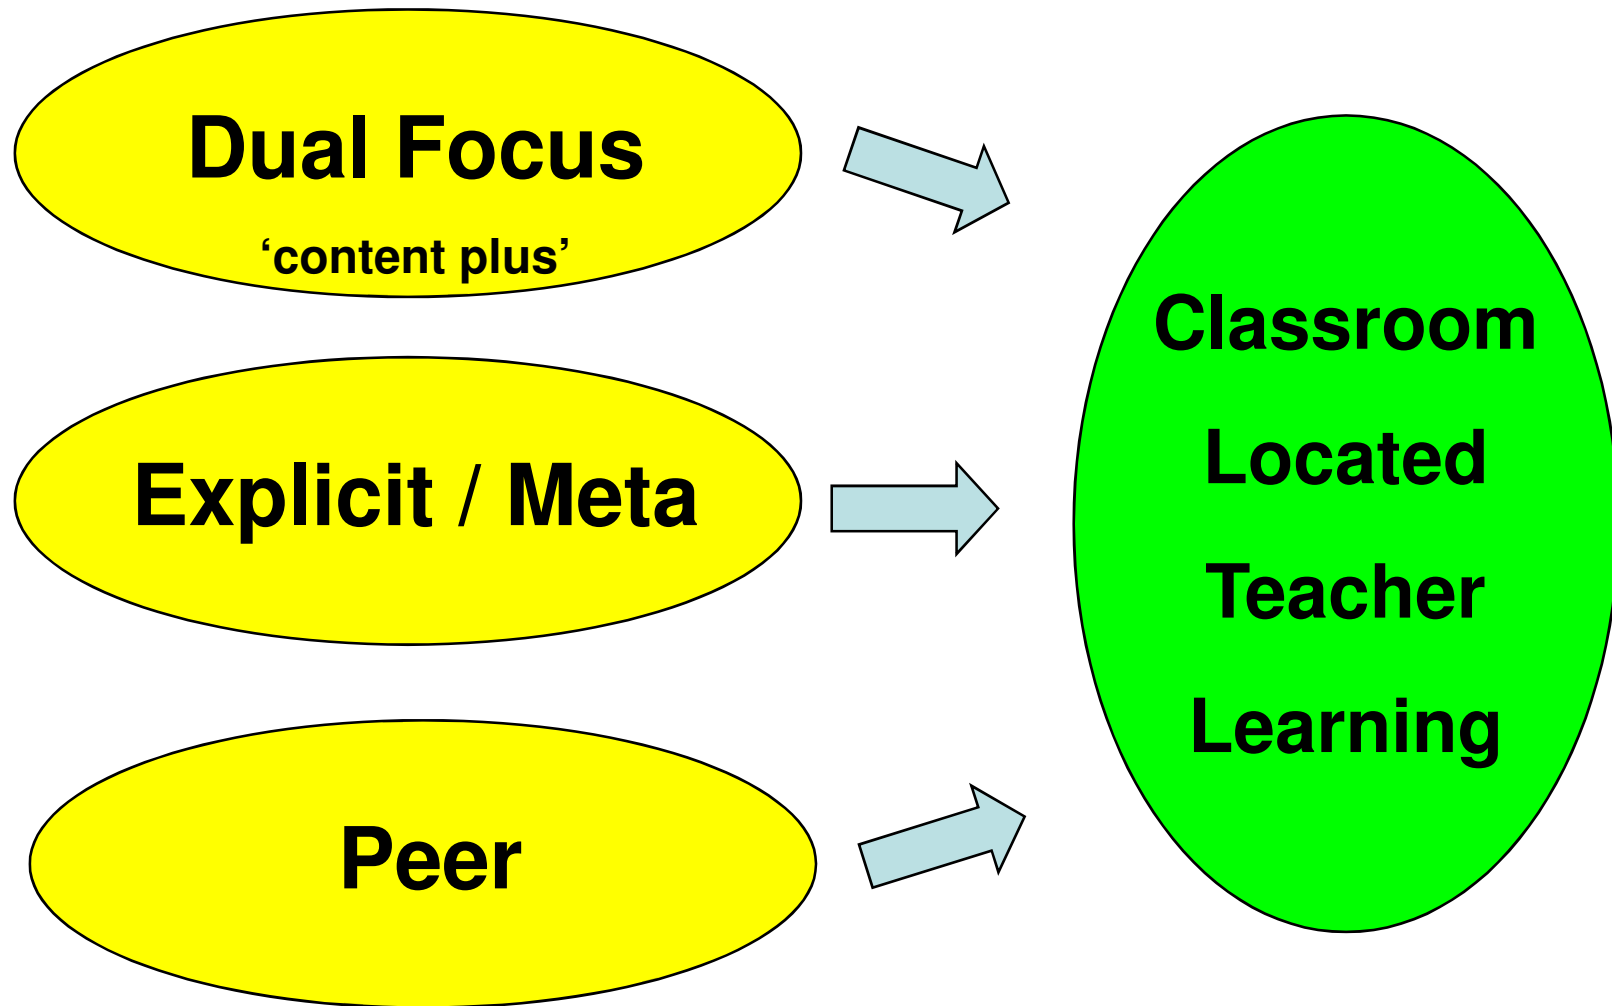 Dual Focus
‘content plus’
Explicit / Meta
Peer
Classroom
Located
Teacher
Learning